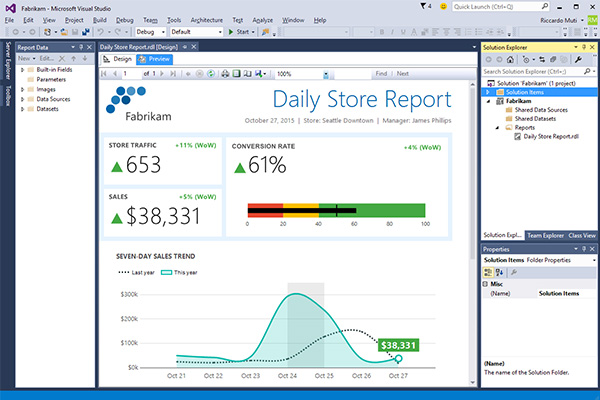 Fabrikam - Microsoft Visual Studio
4
Quick Launch (Ctrl+Q)
File Edit View Project Build Debug Team Tools Architecture Test Analyze Window Help
Riccardo Muti RM
Start Debug Default
Server Explorer
Toolbox
Report Data
New Edit...
Built-in Fields
Parameters
Images
Data Sources
Datasets
Daily Store Report.rdl [Design]
Design Preview
1 of 1 100% Find | Next
Fabrikam
Daily Store Report
October 27, 2015 | Store: Seattle Downtown | Manager: James Phillips
STORE TRAFFIC +11% (WoW)
653
CONVERSION RATE +4% (WoW)
61%
SALES +5% (WoW)
$38,331
0 20 40 60 80 100
SEVEN-DAY SALES TREND
Last year This year
$300k
$200k
$100k
$0k
$38,331
Oct 21 Oct 22 Oct 23 Oct 24 Oct 25 Oct 26 Oct 27
Solution Explorer
Search Solution Explorer (Ctrl+;)
Solution 'Fabrikam' (1 project)
Solution Items
Fabrikam
Shared Data Sources
Shared Datasets
Reports
Daily Store Report.rdl
Solution Expl... Team Explorer Class View
Properties
Solution Items Folder Properties
Misc
(Name) Solution Items
(Name)
The name of the Solution Folder.